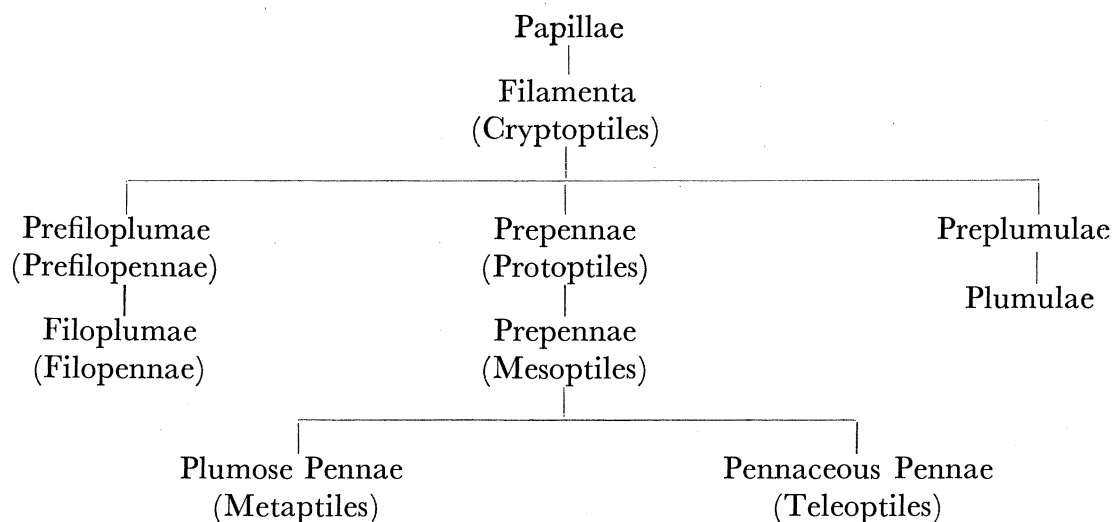 Papillae
Filamenta
(Cryptoptiles)
Prefiloplumae
(Prefilopennae)
Prepennae
(Protoptiles)
Preplumulae
Filoplumae
(Filopennae)
Prepennae
(Mesoptiles)
Plumulae
Plumose Pennae
(Metaptiles)
Pennaceous Pennae
(Teleoptiles)